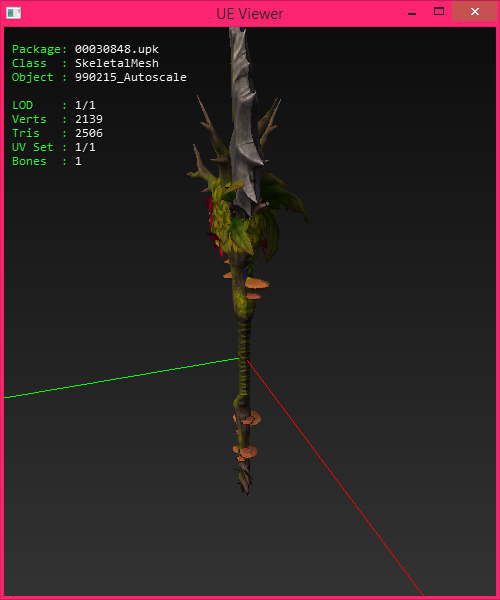 UE Viewer
Package: 00030848.upk
Class  : SkeletalMesh
Object : 990215_Autoscale
LOD    : 1/1
Verts  : 2139
Tris   : 2506
UV Set : 1/1
Bones  : 1